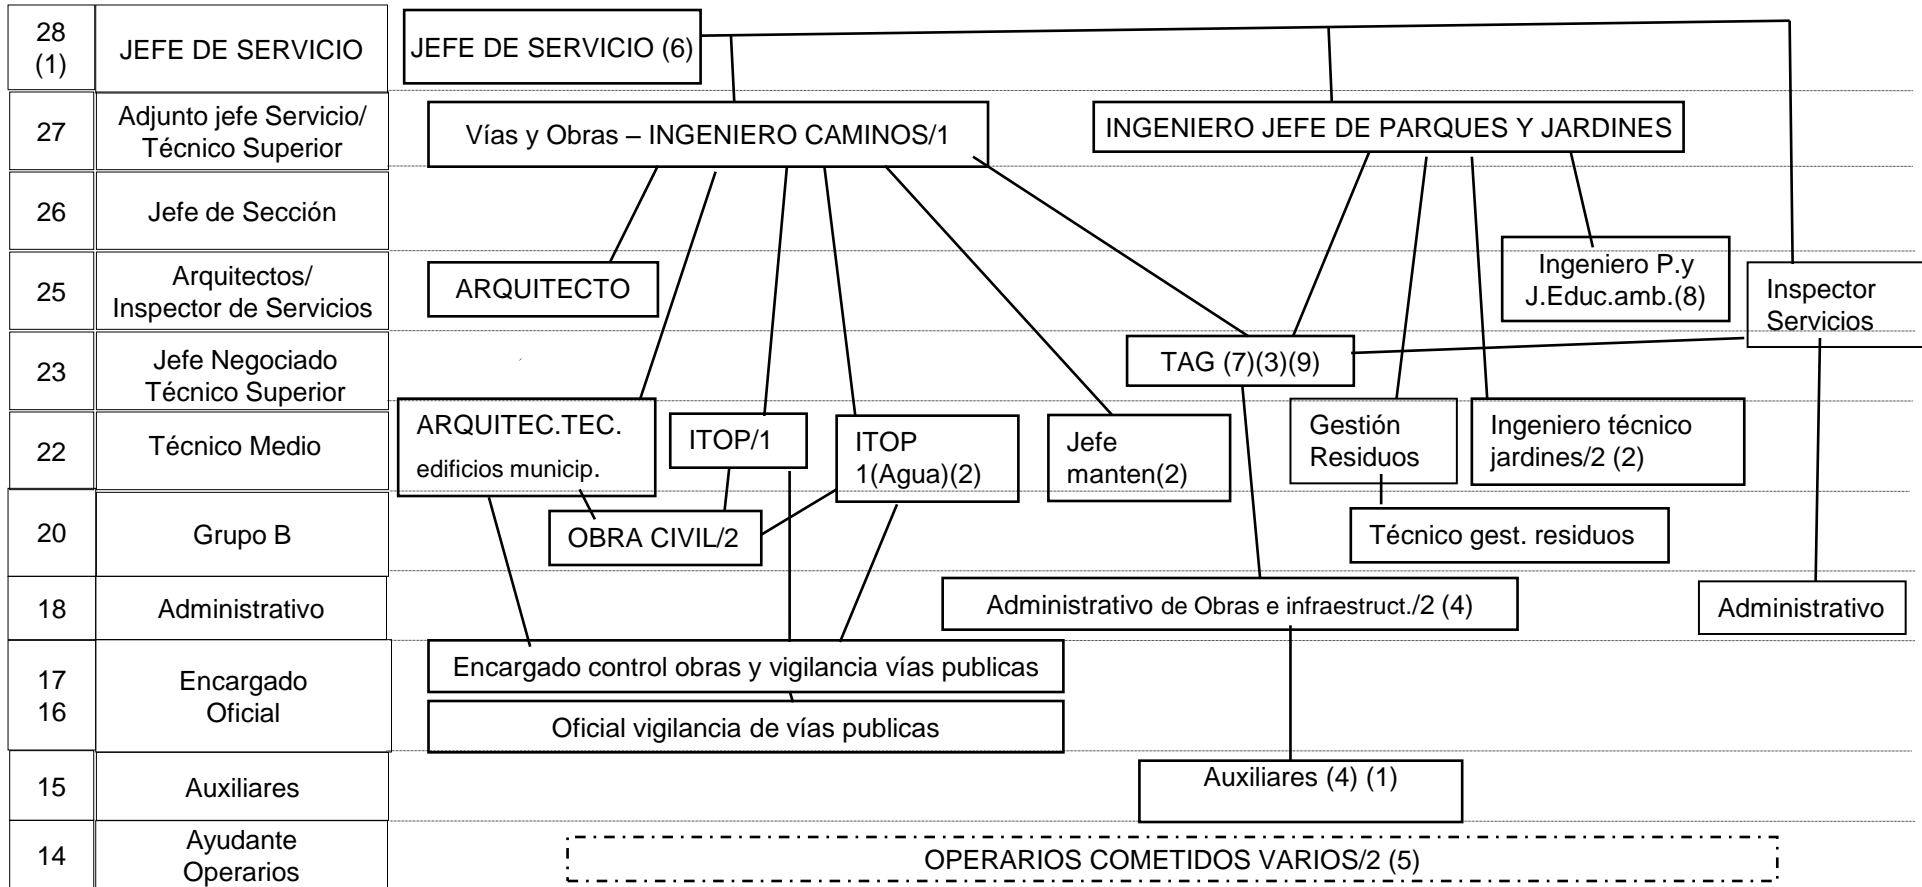 28
(1)
JEFE DE SERVICIO
JEFE DE SERVICIO (6)
27
Adjunto jefe Servicio/
Técnico Superior
Vías y Obras – INGENIERO CAMINOS/1
INGENIERO JEFE DE PARQUES Y JARDINES
26
Jefe de Sección
25
Arquitectos/
Inspector de Servicios
ARQUITECTO
Ingeniero P.y
J.Educ.amb.(8)
Inspector
Servicios
23
Jefe Negociado
Técnico Superior
TAG (7)(3)(9)
22
Técnico Medio
ARQUITEC.TEC.
edificios municip.
ITOP/1
ITOP
1(Agua)(2)
Jefe
manten(2)
Gestión
Residuos
Ingeniero técnico
jardines/2 (2)
20
Grupo B
OBRA CIVIL/2
Técnico gest. residuos
18
Administrativo
Administrativo de Obras e infraestruct./2 (4)
Administrativo
17
16
Encargado
Oficial
Encargado control obras y vigilancia vías publicas
Oficial vigilancia de vías publicas
15
Auxiliares
Auxiliares (4) (1)
14
Ayudante
Operarios
OPERARIOS COMETIDOS VARIOS/2 (5)